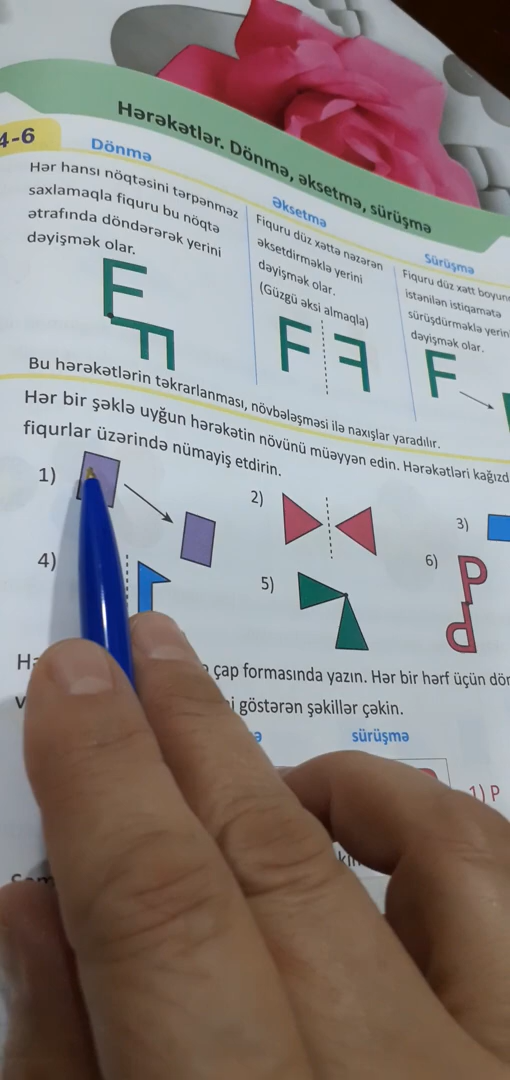 Hərəkətlər. Dönmə, əksetmə, sürüşmə
4-6
Dönmə
Hər hansı nöqtəsini tərpənməz
saxlamaqla fiquru bu nöqtə
ətrafında döndərərək yerini
dəyişmək olar.
Əksetmə
Fiquru düz xəttə nəzərən
əksetdirməklə yerini
dəyişmək olar.
(Güzgü əksi almaqla)
F
Sürüşmə
Fiquru düz xətt boyun
istənilən istiqamətə
sürüşdürməklə yerin
dəyişmək olar.
F
Bu hərəkətlərin təkrarlanması, növbələşməsi ilə naxışlar yaradılır.
Hər bir şəklə uyğun hərəkətin növünü müəyyən edin. Hərəkətləri kağızd
fiqurlar üzərində nümayiş etdirin.
1)
2)
3)
4)
5)
6)
P
çap formasında yazın. Hər bir hərf üçün dön
göstərən şəkillər çəkin.
sürüşmə
1) P